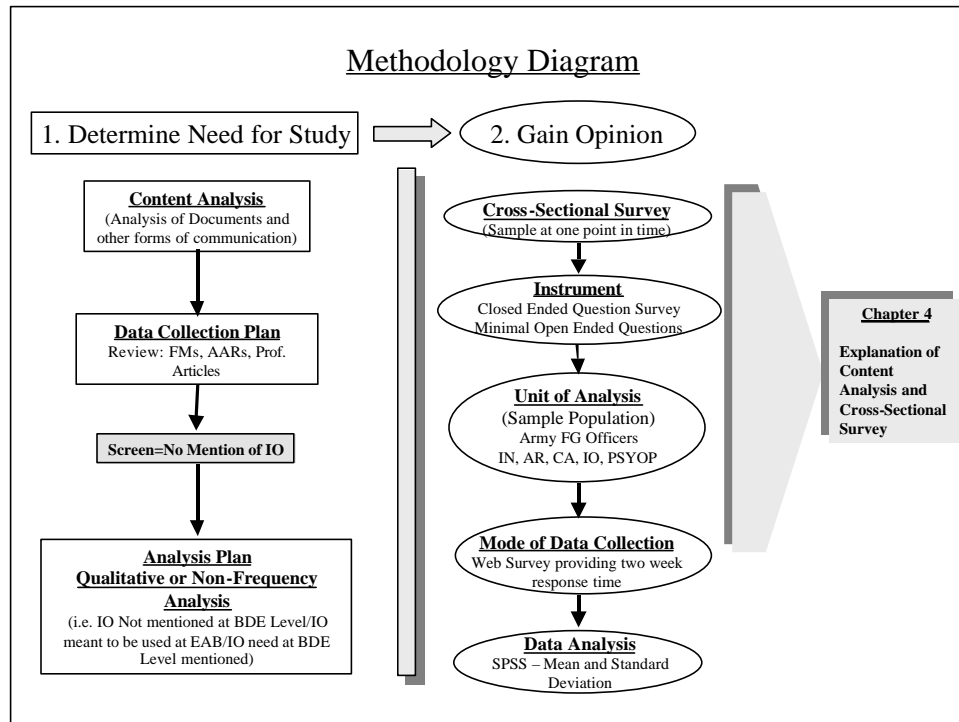 Methodology Diagram
1. Determine Need for Study
2. Gain Opinion
Content Analysis
(Analysis of Documents and
other forms of communication)
Data Collection Plan
Review: FMs, AARs, Prof.
Articles
Screen=No Mention of IO
Analysis Plan
Qualitative or Non-Frequency
Analysis
(i.e. IO Not mentioned at BDE Level/IO
meant to be used at EAB/IO need at BDE
Level mentioned)
Cross-Sectional Survey
(Sample at one point in time)
Instrument
Closed Ended Question Survey
Minimal Open Ended Questions
Unit of Analysis
(Sample Population)
Army FG Officers
IN, AR, CA, IO, PSYOP
Mode of Data Collection
Web Survey providing two week
response time
Data Analysis
SPSS – Mean and Standard
Deviation
Chapter 4
Explanation of
Content
Analysis and
Cross-Sectional
Survey